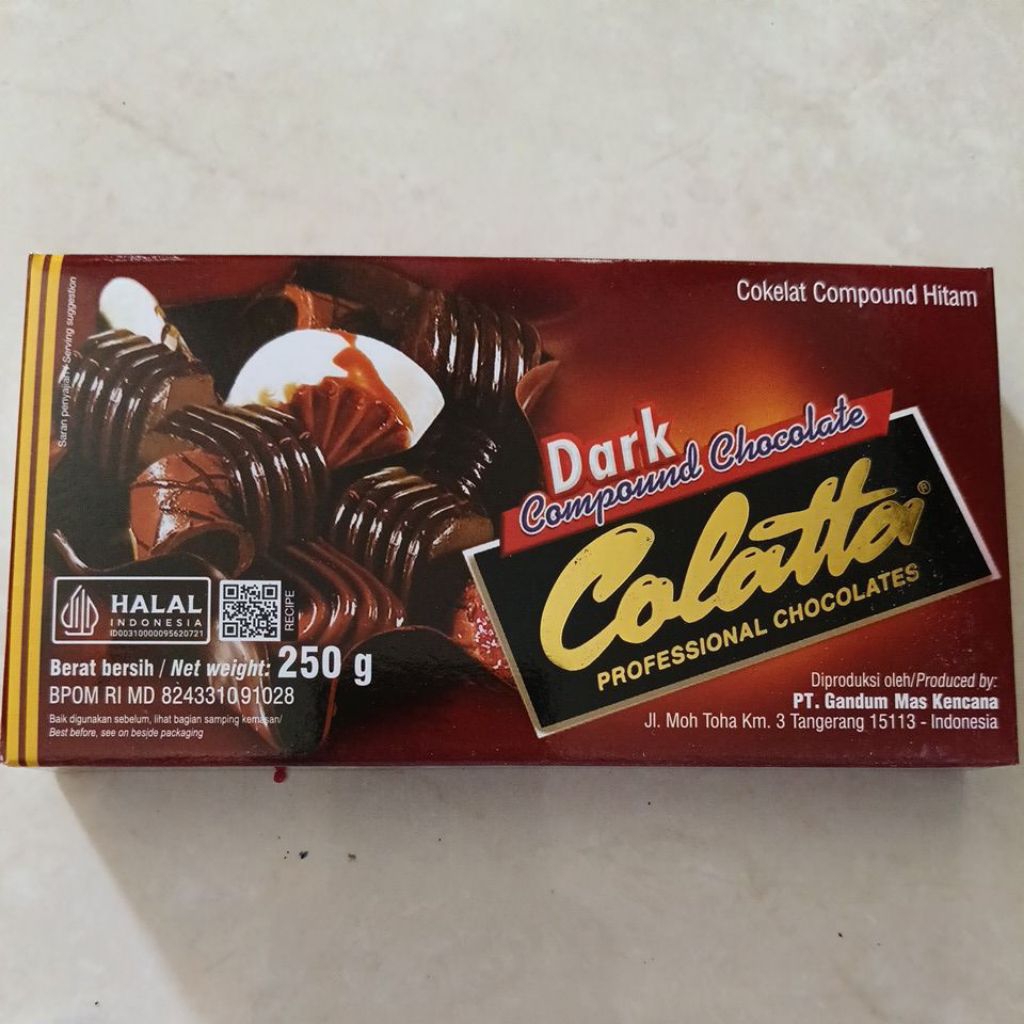 Saran penyajian / Serving suggestion
Cokelat Compound Hitam
Dark
Compound Chocolate
Colatta®
PROFESSIONAL CHOCOLATES
HALAL
INDONESIA
ID00310000095620721
RECIPE
Berat bersih / Net weight: 250 g
BPOM RI MD 824331091028
Baik digunakan sebelum, lihat bagian samping kemasan/
Best before, see on beside packaging
Diproduksi oleh/Produced by:
PT. Gandum Mas Kencana
Jl. Moh Toha Km. 3 Tangerang 15113 - Indonesia